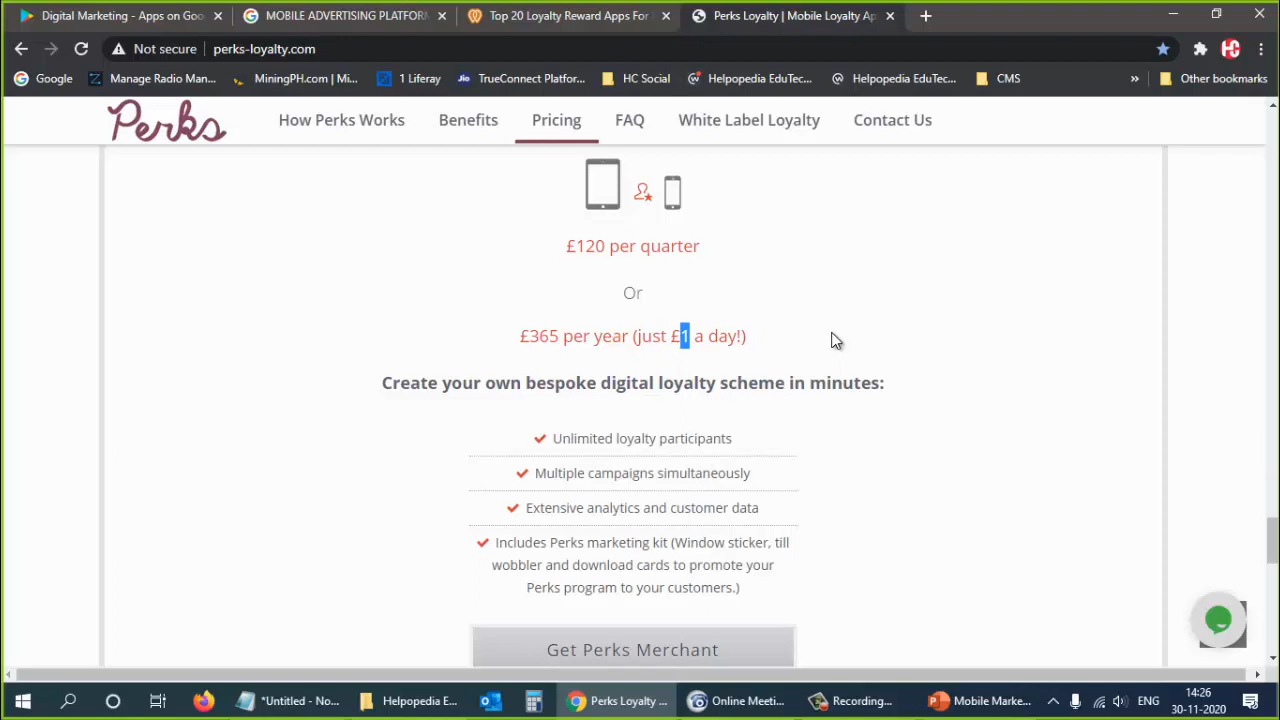 Digital Marketing - Apps on Goo
MOBILE ADVERTISING PLATFORM
Top 20 Loyalty Reward Apps For
Perks Loyalty | Mobile Loyalty Ap
Not secure
perks-loyalty.com
Google
Manage Radio Man...
MiningPH.com | Mi...
1 Liferay
Jio
TrueConnect Platfor...
HC Social
Helpopedia EduTec...
Helpopedia EduTec...
CMS
»
Other bookmarks
Perks
How Perks Works
Benefits
Pricing
FAQ
White Label Loyalty
Contact Us
£120 per quarter
Or
£365 per year (just £1 a day!)
Create your own bespoke digital loyalty scheme in minutes:
Unlimited loyalty participants
Multiple campaigns simultaneously
Extensive analytics and customer data
Includes Perks marketing kit (Window sticker, till
wobbler and download cards to promote your
Perks program to your customers.)
Get Perks Merchant
*Untitled - No...
Helpopedia E...
Perks Loyalty ...
Online Meeti...
Recording...
Mobile Marke...
ENG
14:26
30-11-2020